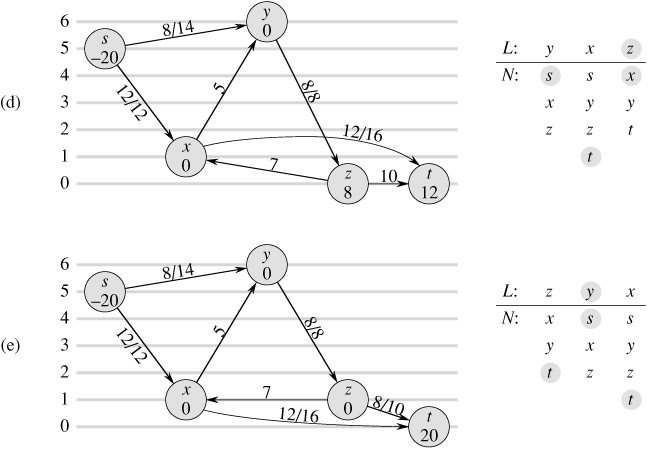 (d)
6
5
4
3
2
1
0
s
–20
8/14
y
0
12/12
5
8/8
x
0
12/16
7
z
8
10
t
12
L: y x z
N: s s x
x y y
z z t
t
(e)
6
5
4
3
2
1
0
s
–20
8/14
y
0
12/12
5
8/8
x
0
7
z
0
12/16
8/10
t
20
L: z y x
N: x s s
y x y
t z z
t